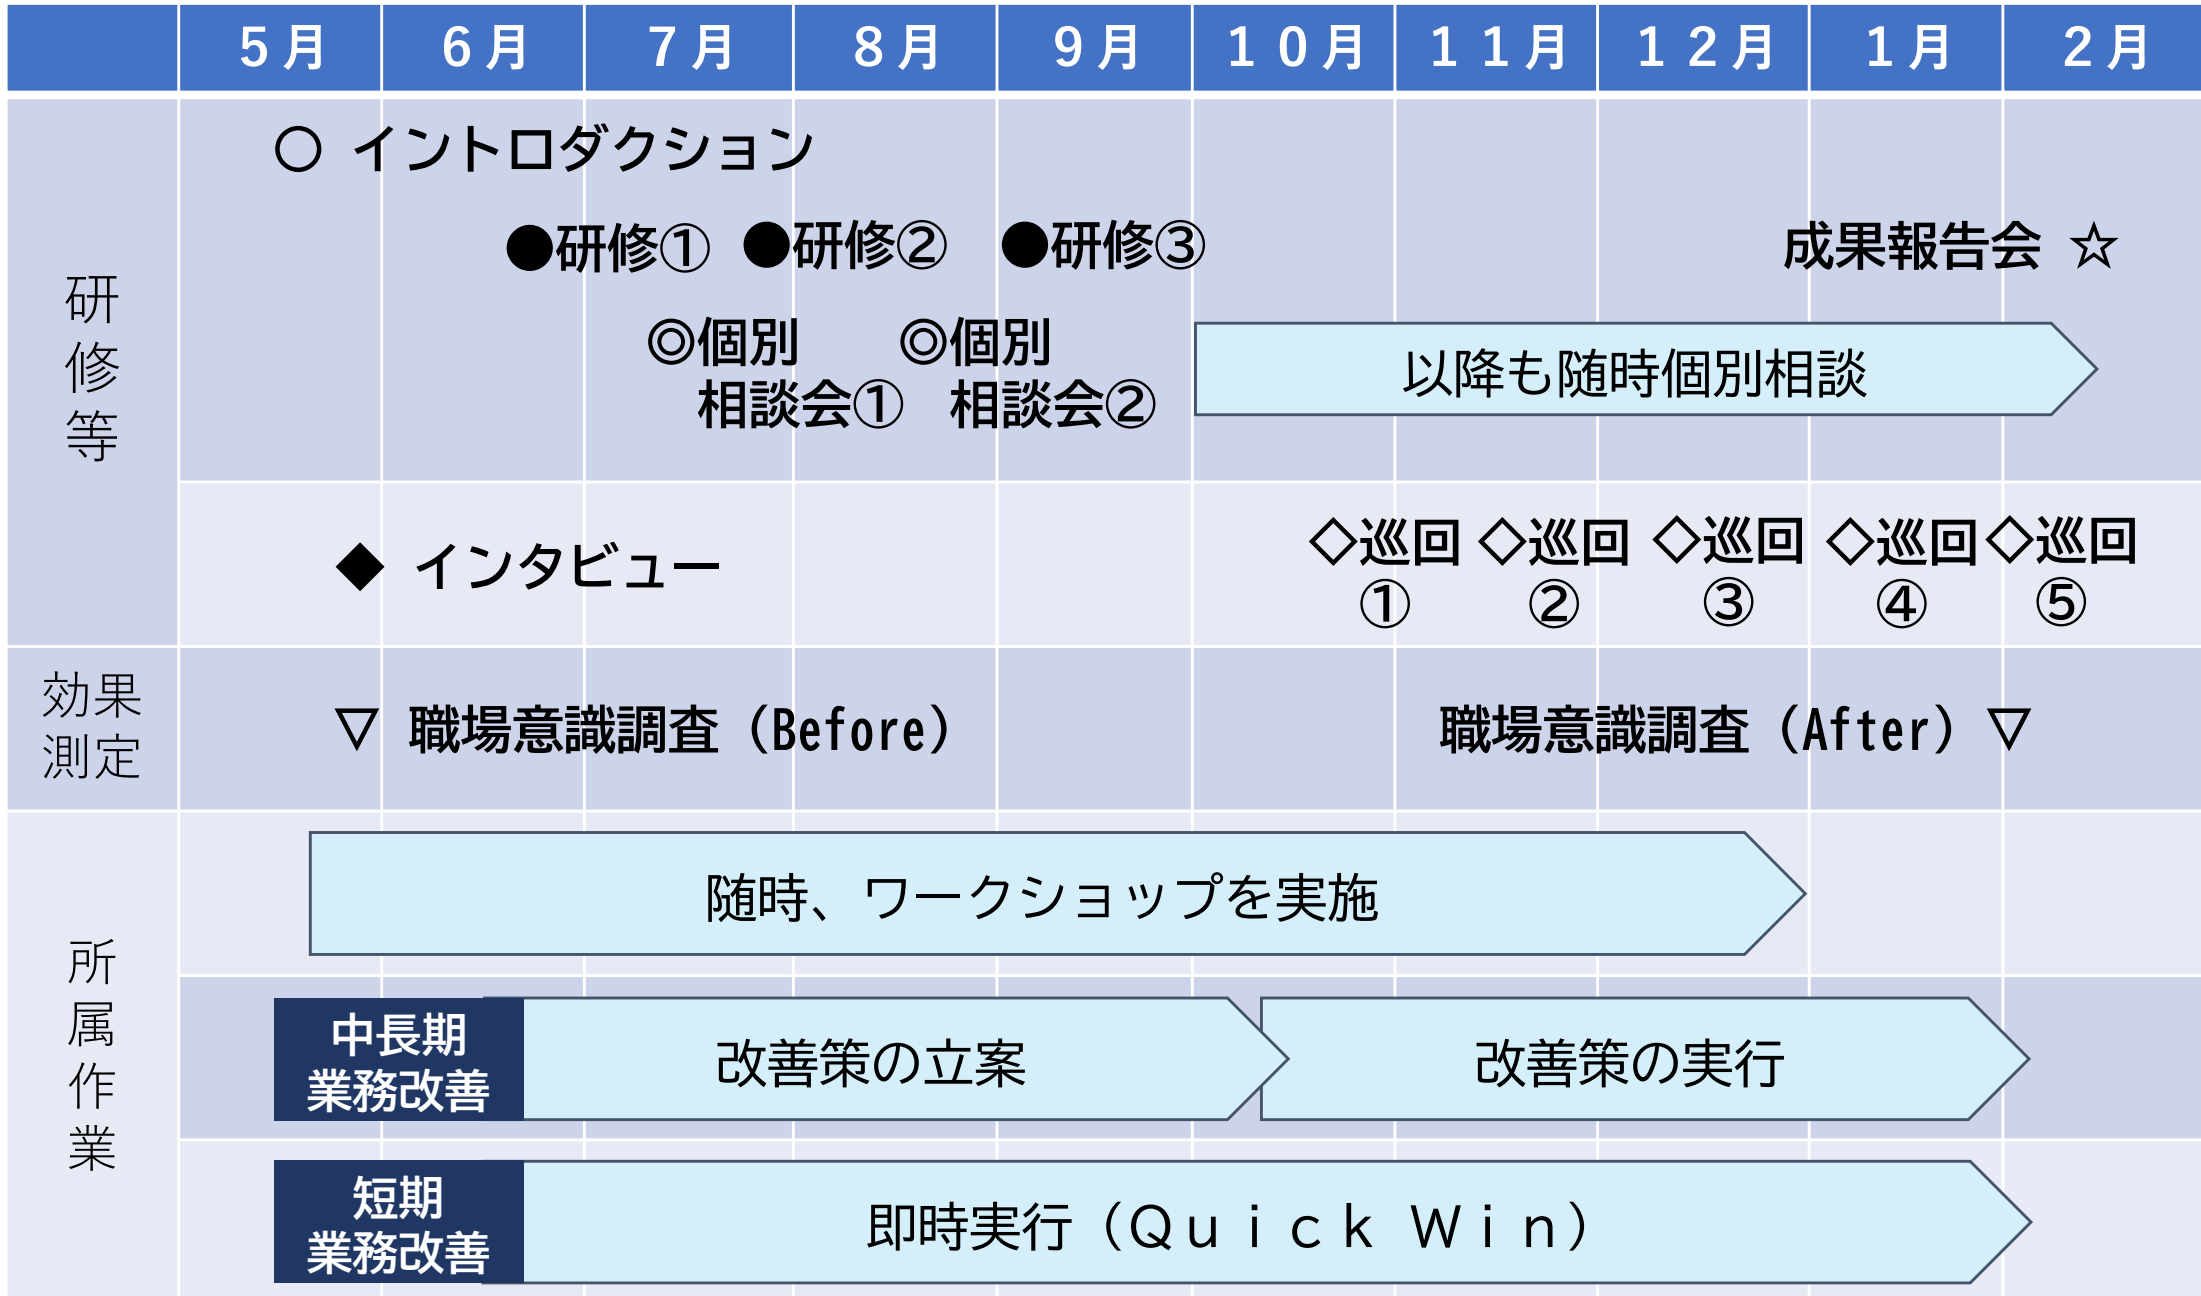 ５月 ６月 ７月 ８月 ９月 １０月 １１月 １２月 １月 ２月
研修等
○ イントロダクション
●研修① ●研修② ●研修③ 成果報告会 ☆
◎個別 ◎個別
相談会① 相談会②
以降も随時個別相談
◆ インタビュー
◇巡回 ◇巡回 ◇巡回 ◇巡回 ◇巡回
① ② ③ ④ ⑤
効果
測定
▽ 職場意識調査（Before） 職場意識調査（After）▽
所属作業
随時、ワークショップを実施
中長期
業務改善
改善策の立案 改善策の実行
短期
業務改善
即時実行（Ｑｕｉｃｋ Ｗｉｎ）